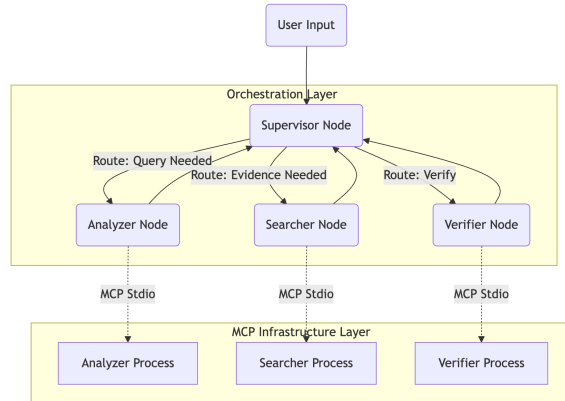 User Input
Orchestration Layer
Supervisor Node
Route: Query Needed
Route: Evidence Needed
Route: Verify
Analyzer Node
Searcher Node
Verifier Node
MCP Stdio
MCP Stdio
MCP Stdio
MCP Infrastructure Layer
Analyzer Process
Searcher Process
Verifier Process